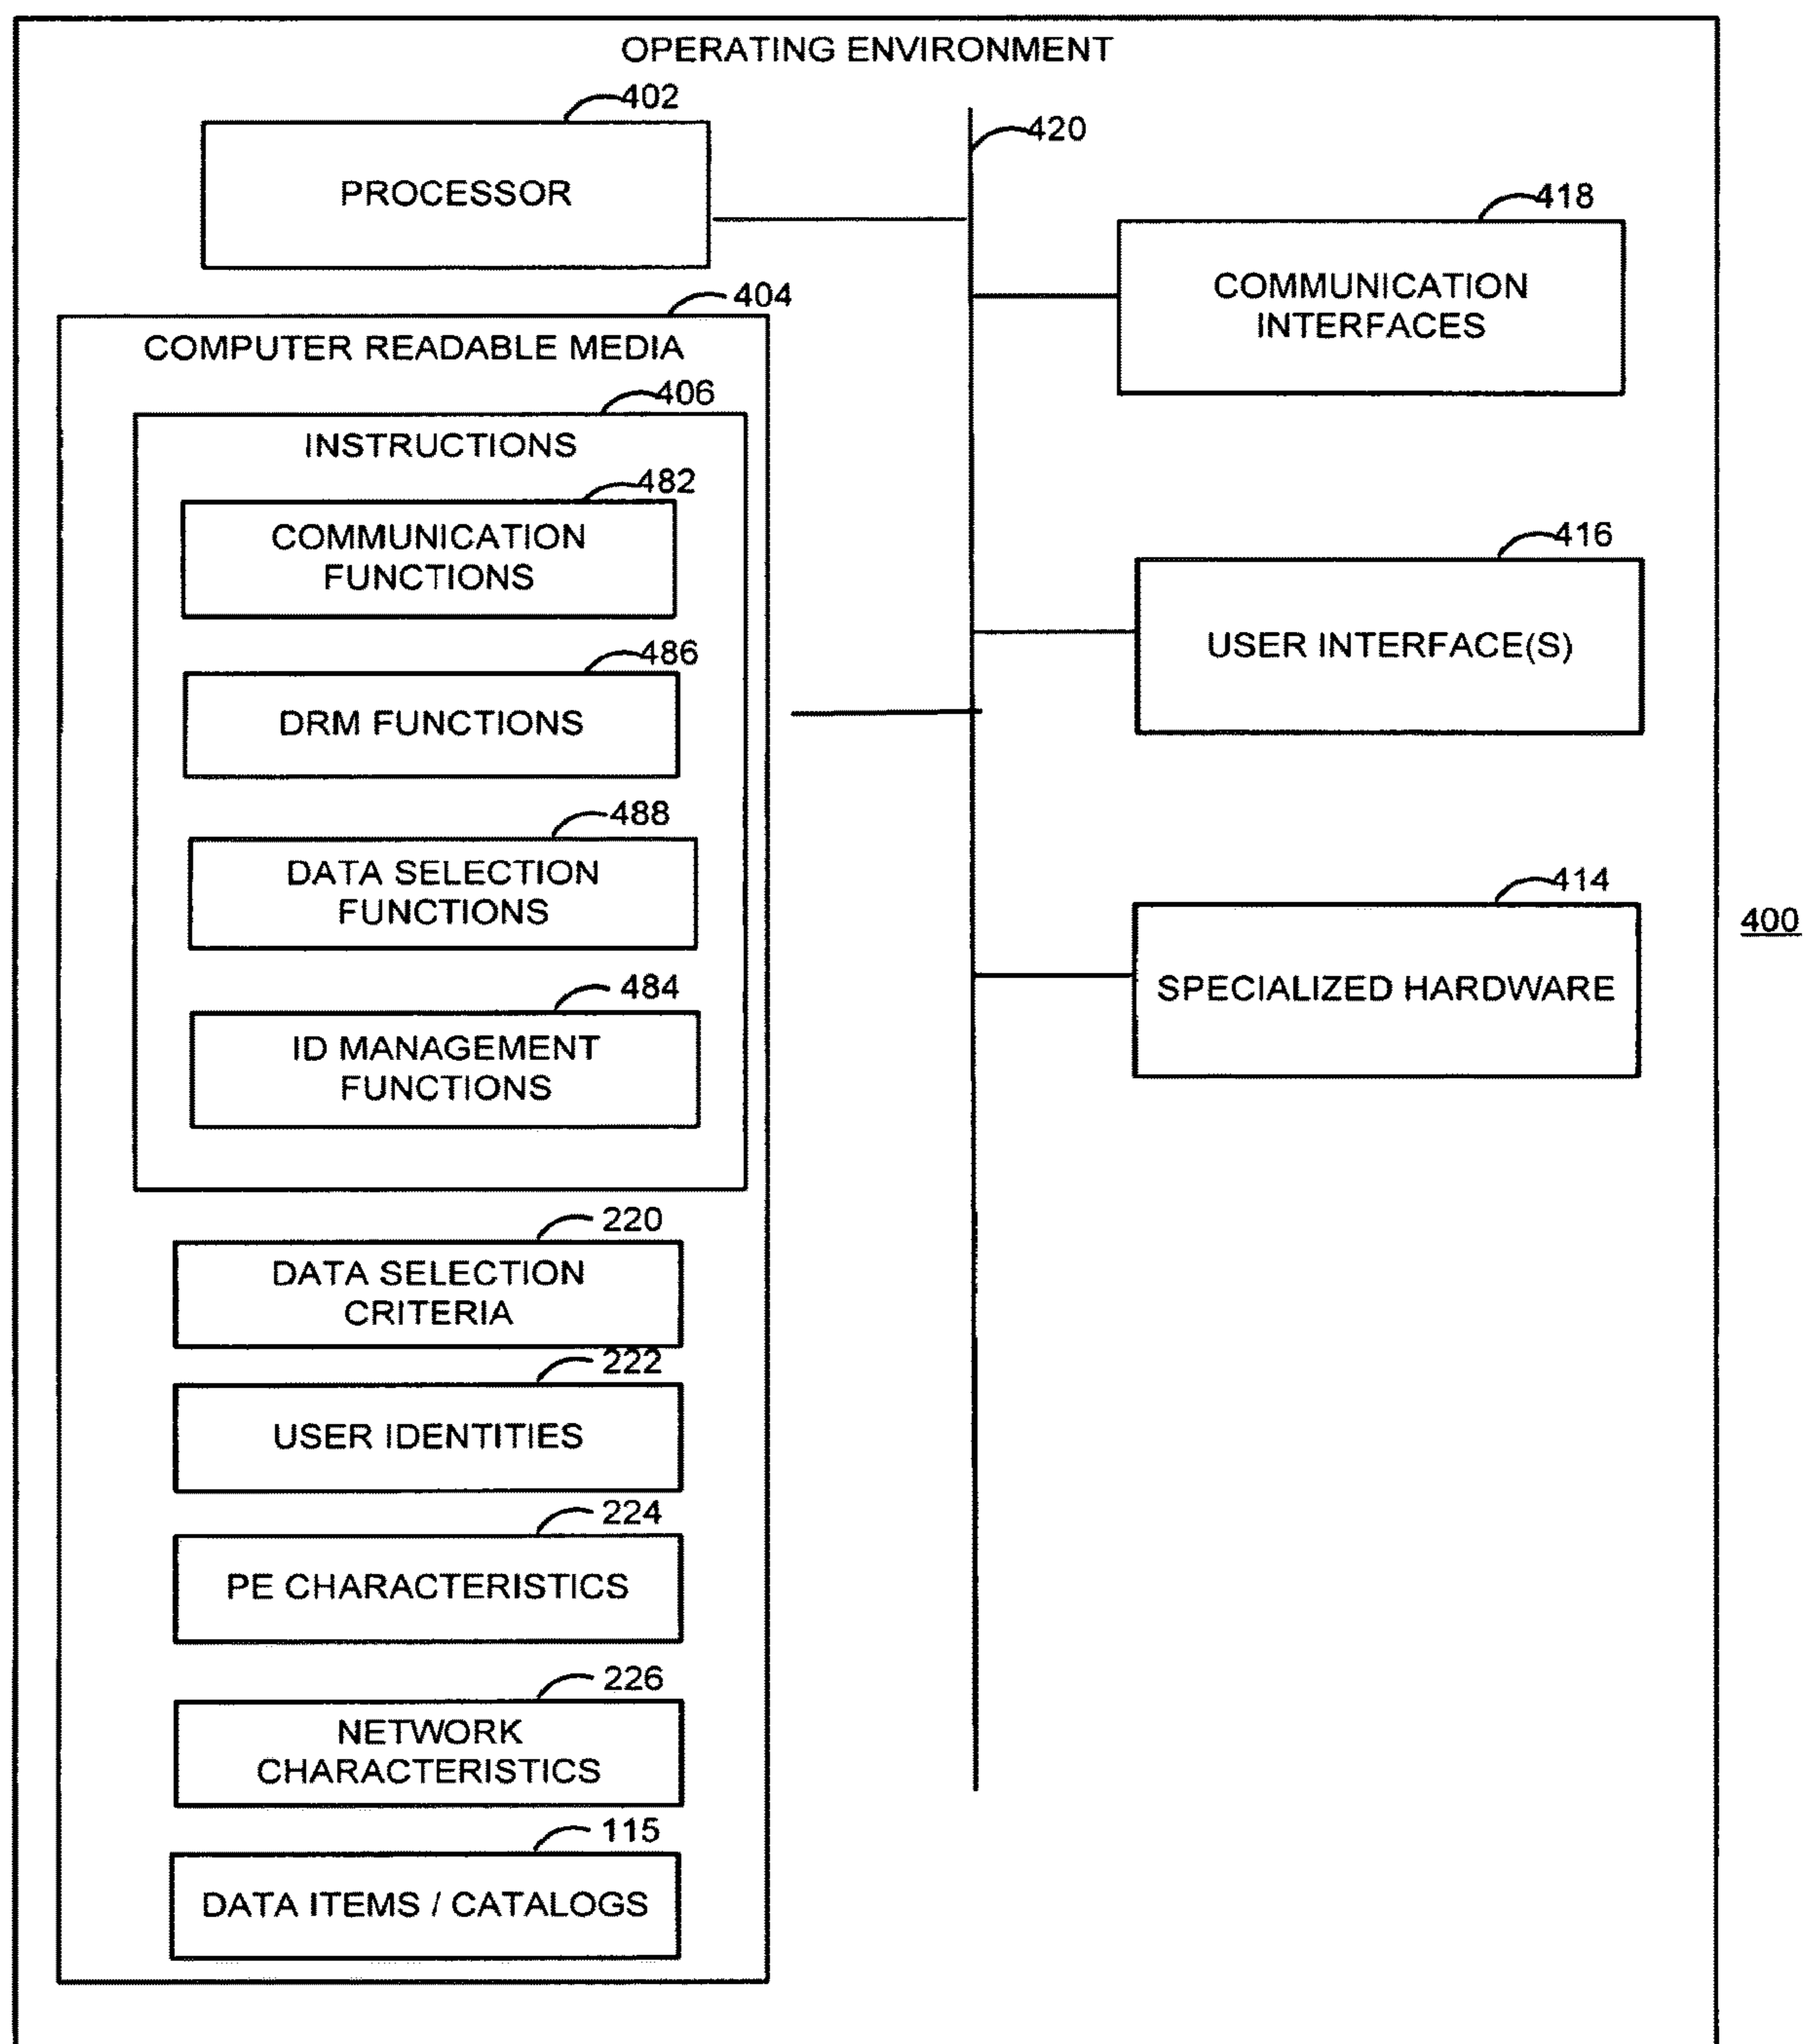 OPERATING ENVIRONMENT
402
PROCESSOR
420
418
COMMUNICATION
INTERFACES
404
COMPUTER READABLE MEDIA
406
INSTRUCTIONS
482
COMMUNICATION
FUNCTIONS
486
DRM FUNCTIONS
488
DATA SELECTION
FUNCTIONS
484
ID MANAGEMENT
FUNCTIONS
416
USER INTERFACE(S)
414
SPECIALIZED HARDWARE
400
220
DATA SELECTION
CRITERIA
222
USER IDENTITIES
224
PE CHARACTERISTICS
226
NETWORK
CHARACTERISTICS
115
DATA ITEMS / CATALOGS